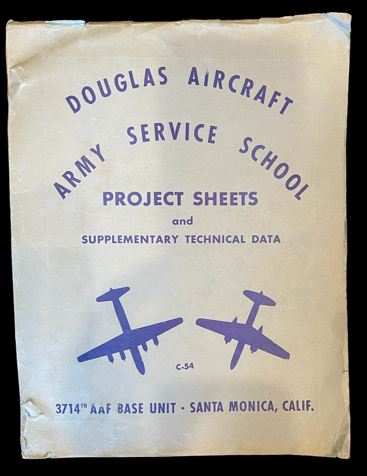 DOUGLAS AIRCRAFT
ARMY SERVICE SCHOOL
PROJECT SHEETS
and
SUPPLEMENTARY TECHNICAL DATA
C-54
3714TH AAF BASE UNIT · SANTA MONICA, CALIF.